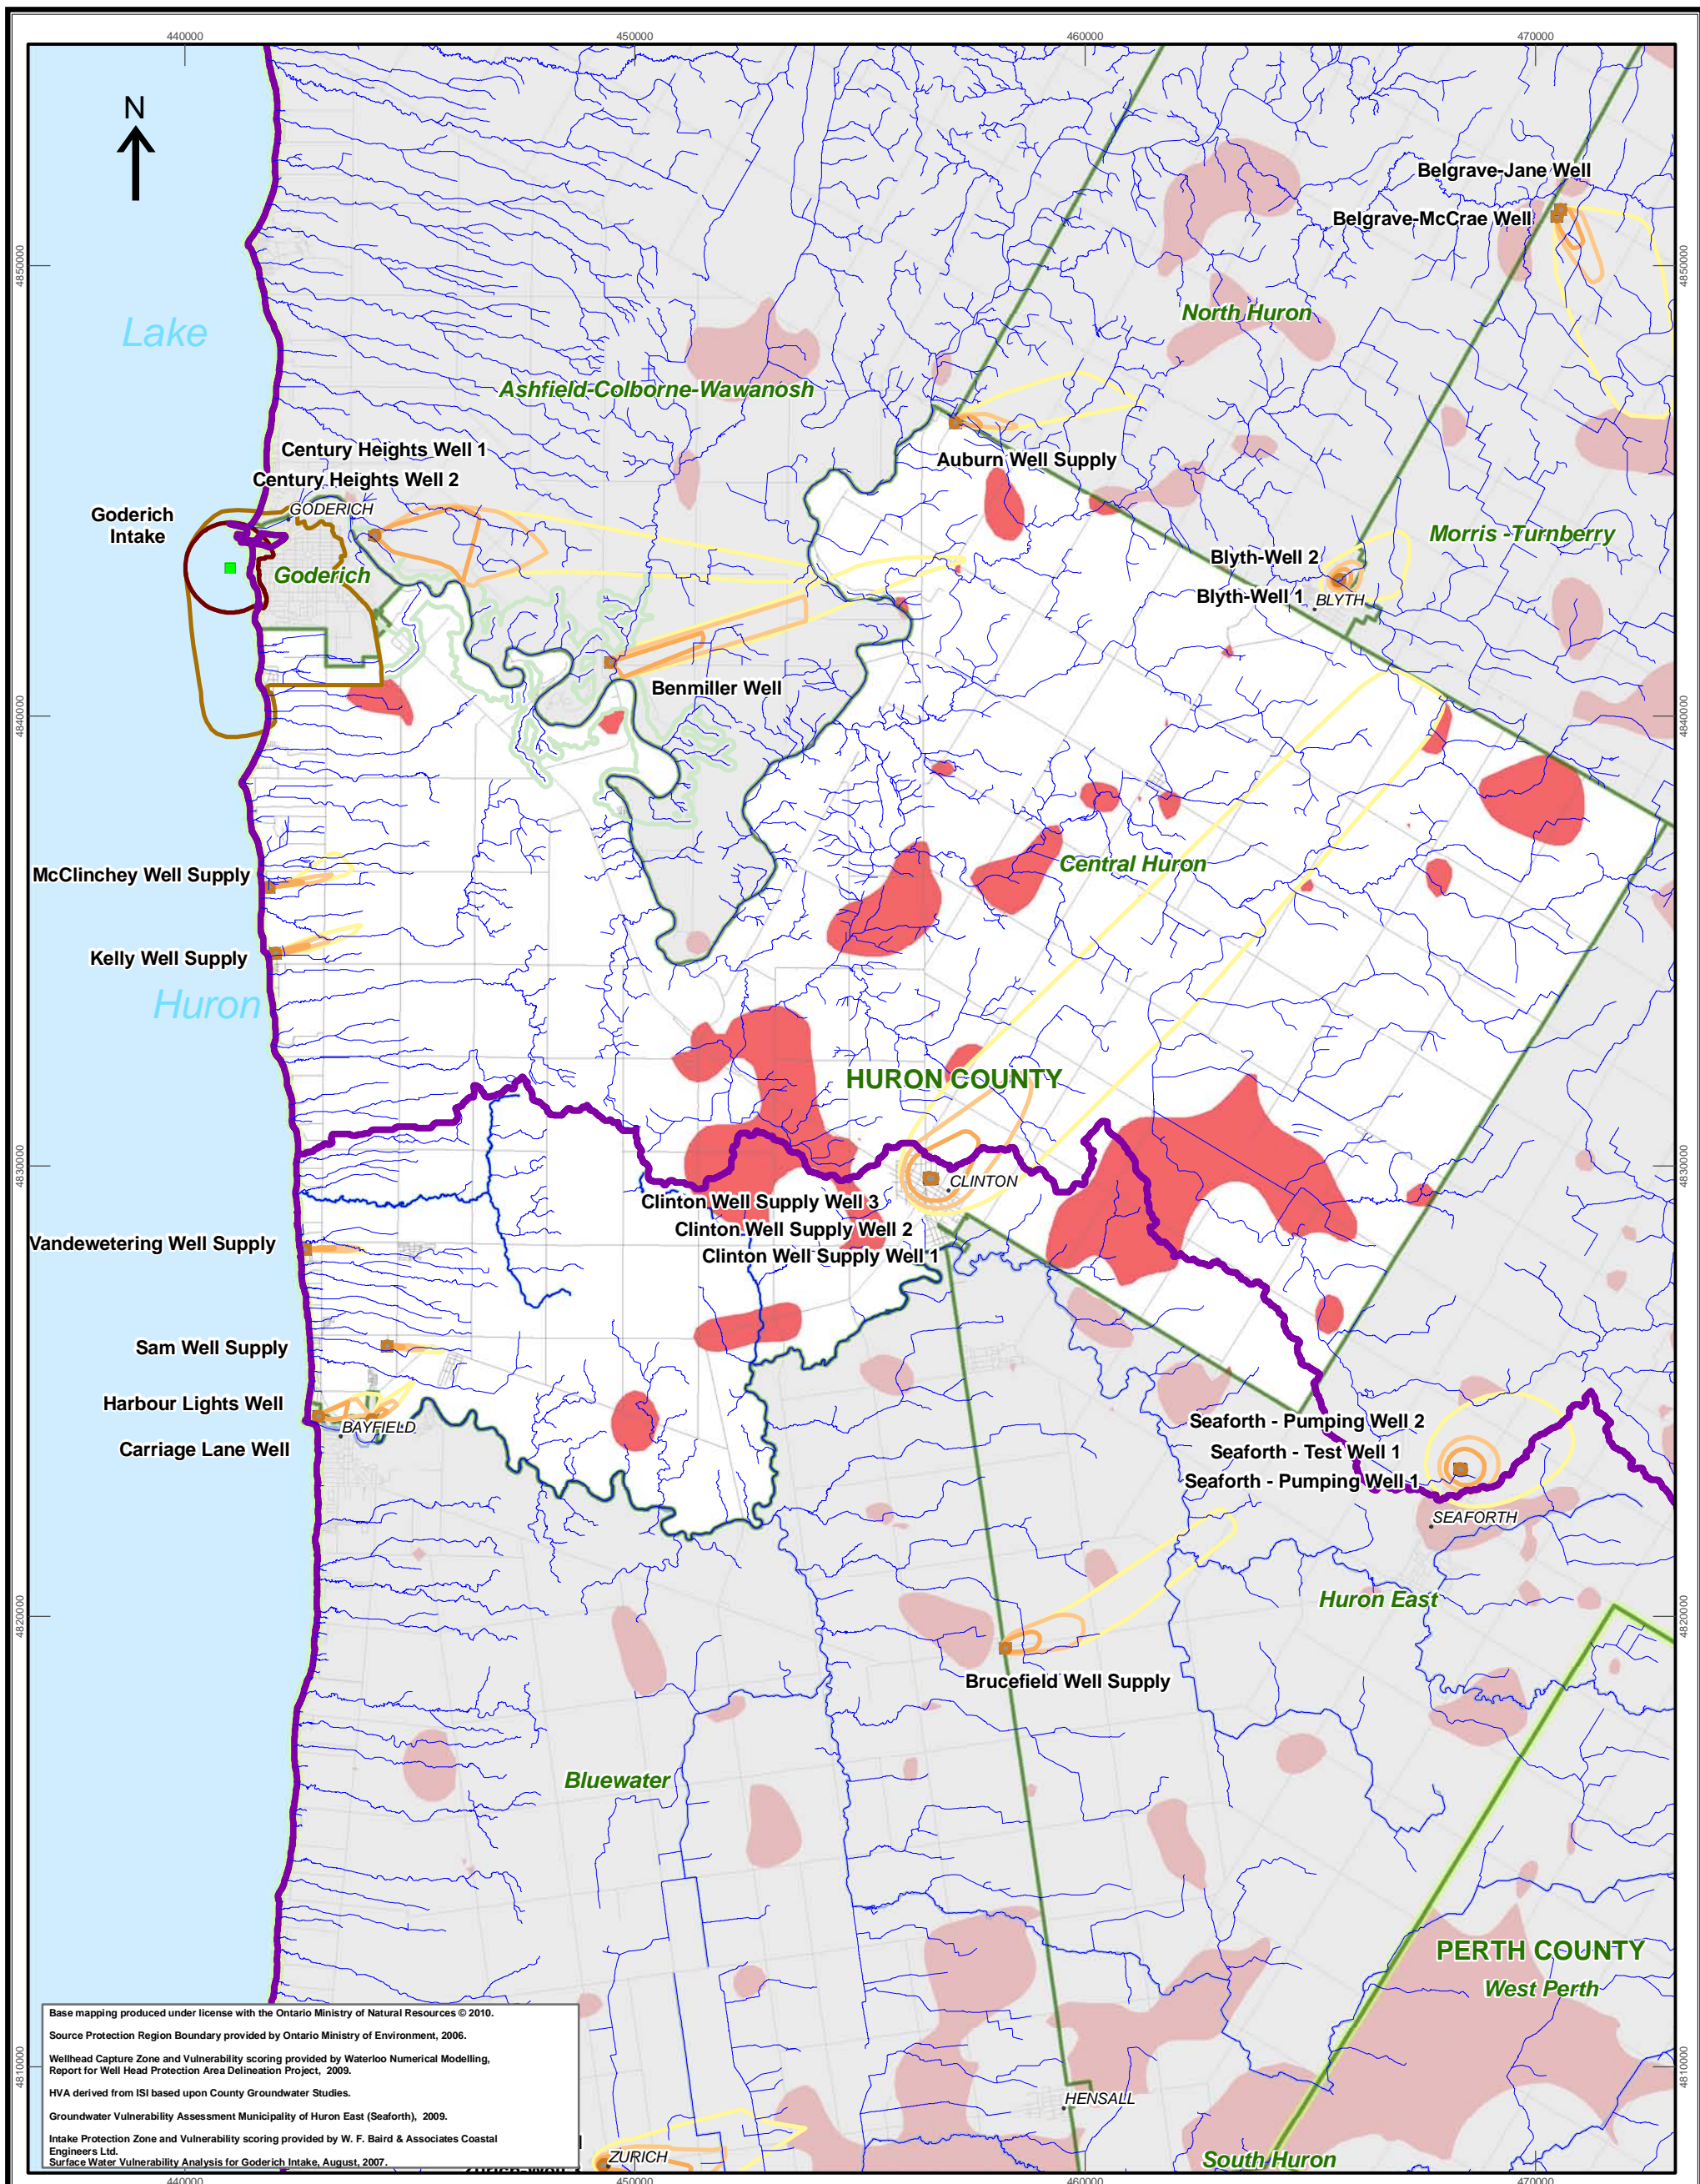 440000
450000
460000
470000
N
Belgrave-Jane Well
Belgrave-McCrae Well
4850000
4850000
North Huron
Lake
Ashfield-Colborne-Wawanosh
Century Heights Well 1
Auburn Well Supply
Century Heights Well 2
GODERICH
Goderich
Intake
Morris -Turnberry
Blyth-Well 2
Goderich
Blyth-Well 1
BLYTH
Benmiller Well
4840000
4840000
Central Huron
McClinchey Well Supply
Kelly Well Supply
Huron
HURON COUNTY
4830000
4830000
CLINTON
Clinton Well Supply Well 3
Clinton Well Supply Well 2
Vandewetering Well Supply
Clinton Well Supply Well 1
Sam Well Supply
Harbour Lights Well
BAYFIELD
Seaforth - Pumping Well 2
Carriage Lane Well
Seaforth - Test Well 1
Seaforth - Pumping Well 1
SEAFORTH
Huron East
4820000
4820000
Brucefield Well Supply
Bluewater
PERTH COUNTY
West Perth
Base mapping produced under license with the Ontario Ministry of Natural Resources © 2010.
Source Protection Region Boundary provided by Ontario Ministry of Environment, 2006.
Wellhead Capture Zone and Vulnerability scoring provided by Waterloo Numerical Modelling,
Report for Well Head Protection Area Delineation Project, 2009.
HVA derived from ISI based upon County Groundwater Studies.
Groundwater Vulnerability Assessment Municipality of Huron East (Seaforth), 2009.
Intake Protection Zone and Vulnerability scoring provided by W. F. Baird & Associates Coastal
Engineers Ltd.
Surface Water Vulnerability Analysis for Goderich Intake, August, 2007.
4810000
4810000
HENSALL
ZURICH
South Huron
440000
450000
460000
470000